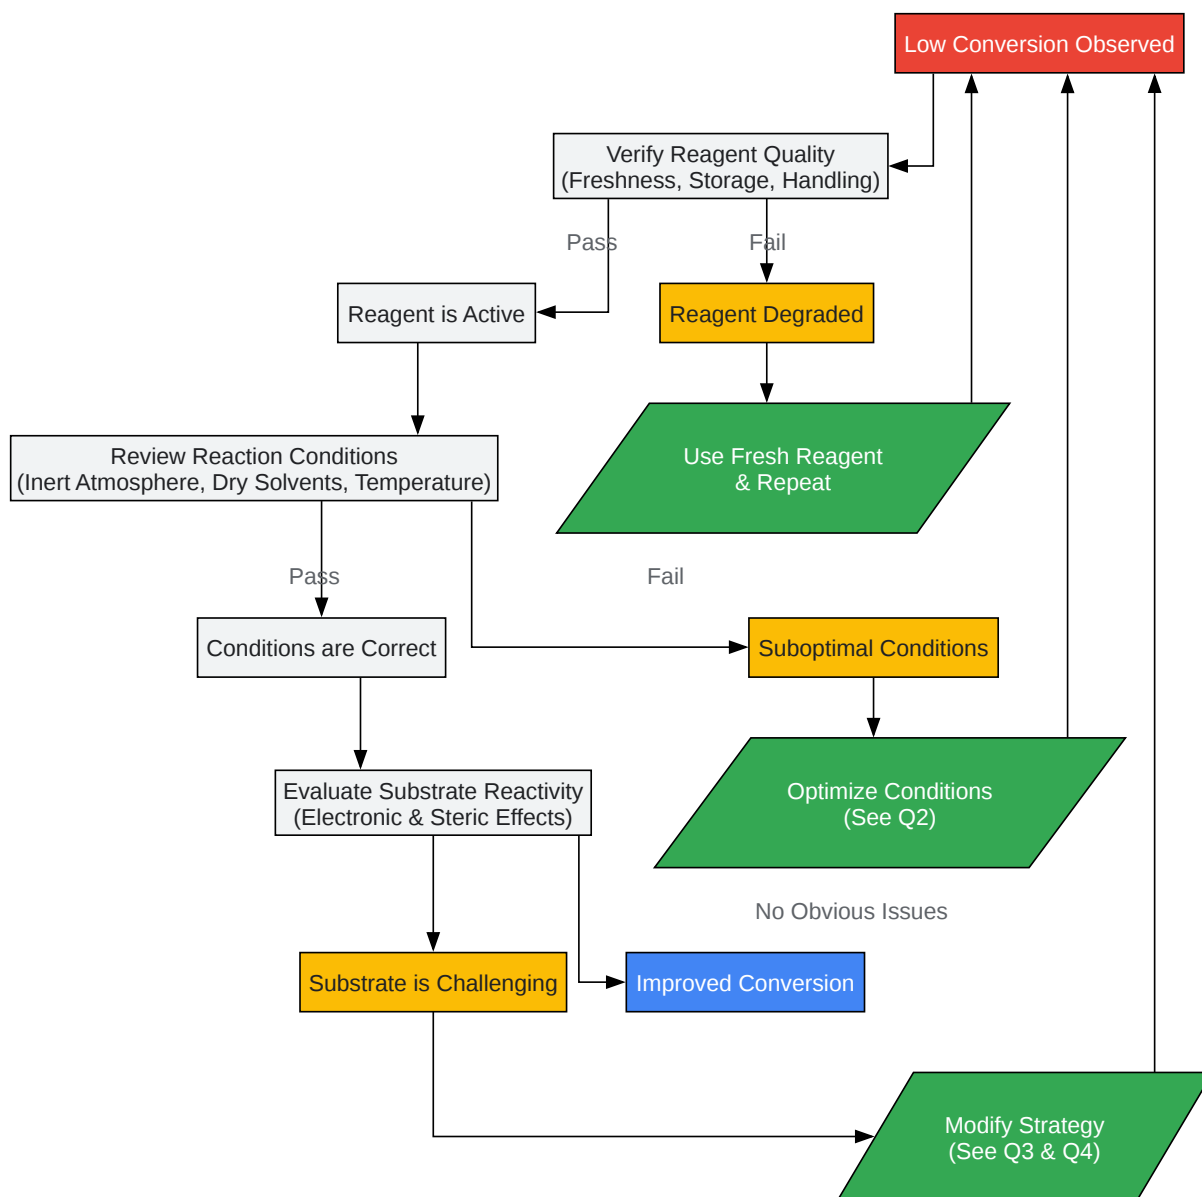 Low Conversion Observed
Verify Reagent Quality
(Freshness, Storage, Handling)
Pass
Fail
Reagent is Active
Reagent Degraded
Review Reaction Conditions
(Inert Atmosphere, Dry Solvents, Temperature)
Use Fresh Reagent
& Repeat
Pass
Fail
Conditions are Correct
Suboptimal Conditions
Evaluate Substrate Reactivity
(Electronic & Steric Effects)
Optimize Conditions
(See Q2)
No Obvious Issues
Substrate is Challenging
Improved Conversion
Modify Strategy
(See Q3 & Q4)